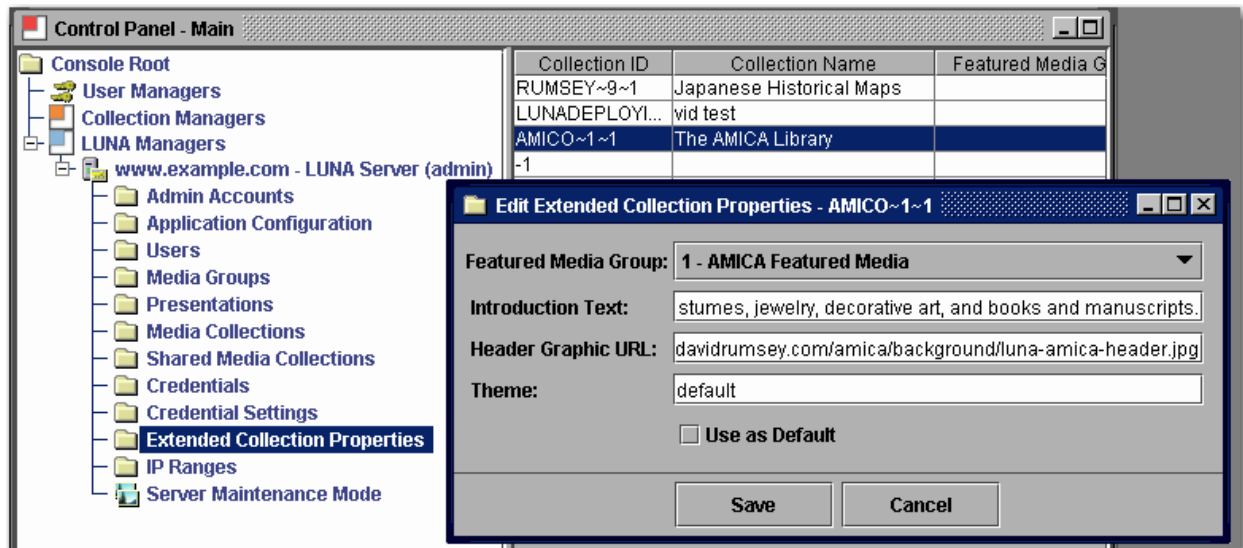 Control Panel - Main
Console Root
User Managers
Collection Managers
LUNA Managers
www.example.com - LUNA Server (admin)
Admin Accounts
Application Configuration
Users
Media Groups
Presentations
Media Collections
Shared Media Collections
Credentials
Credential Settings
Extended Collection Properties
IP Ranges
Server Maintenance Mode
Collection ID Collection Name Featured Media G
RUMSEY~9~1 Japanese Historical Maps
LUNADEPLOYI... vid test
AMICO~1~1 The AMICA Library
-1
Edit Extended Collection Properties - AMICO~1~1
Featured Media Group: 1 - AMICA Featured Media
Introduction Text: stumes, jewelry, decorative art, and books and manuscripts.
Header Graphic URL: davidrumsey.com/amica/background/luna-amica-header.jpg
Theme: default
Use as Default
Save Cancel